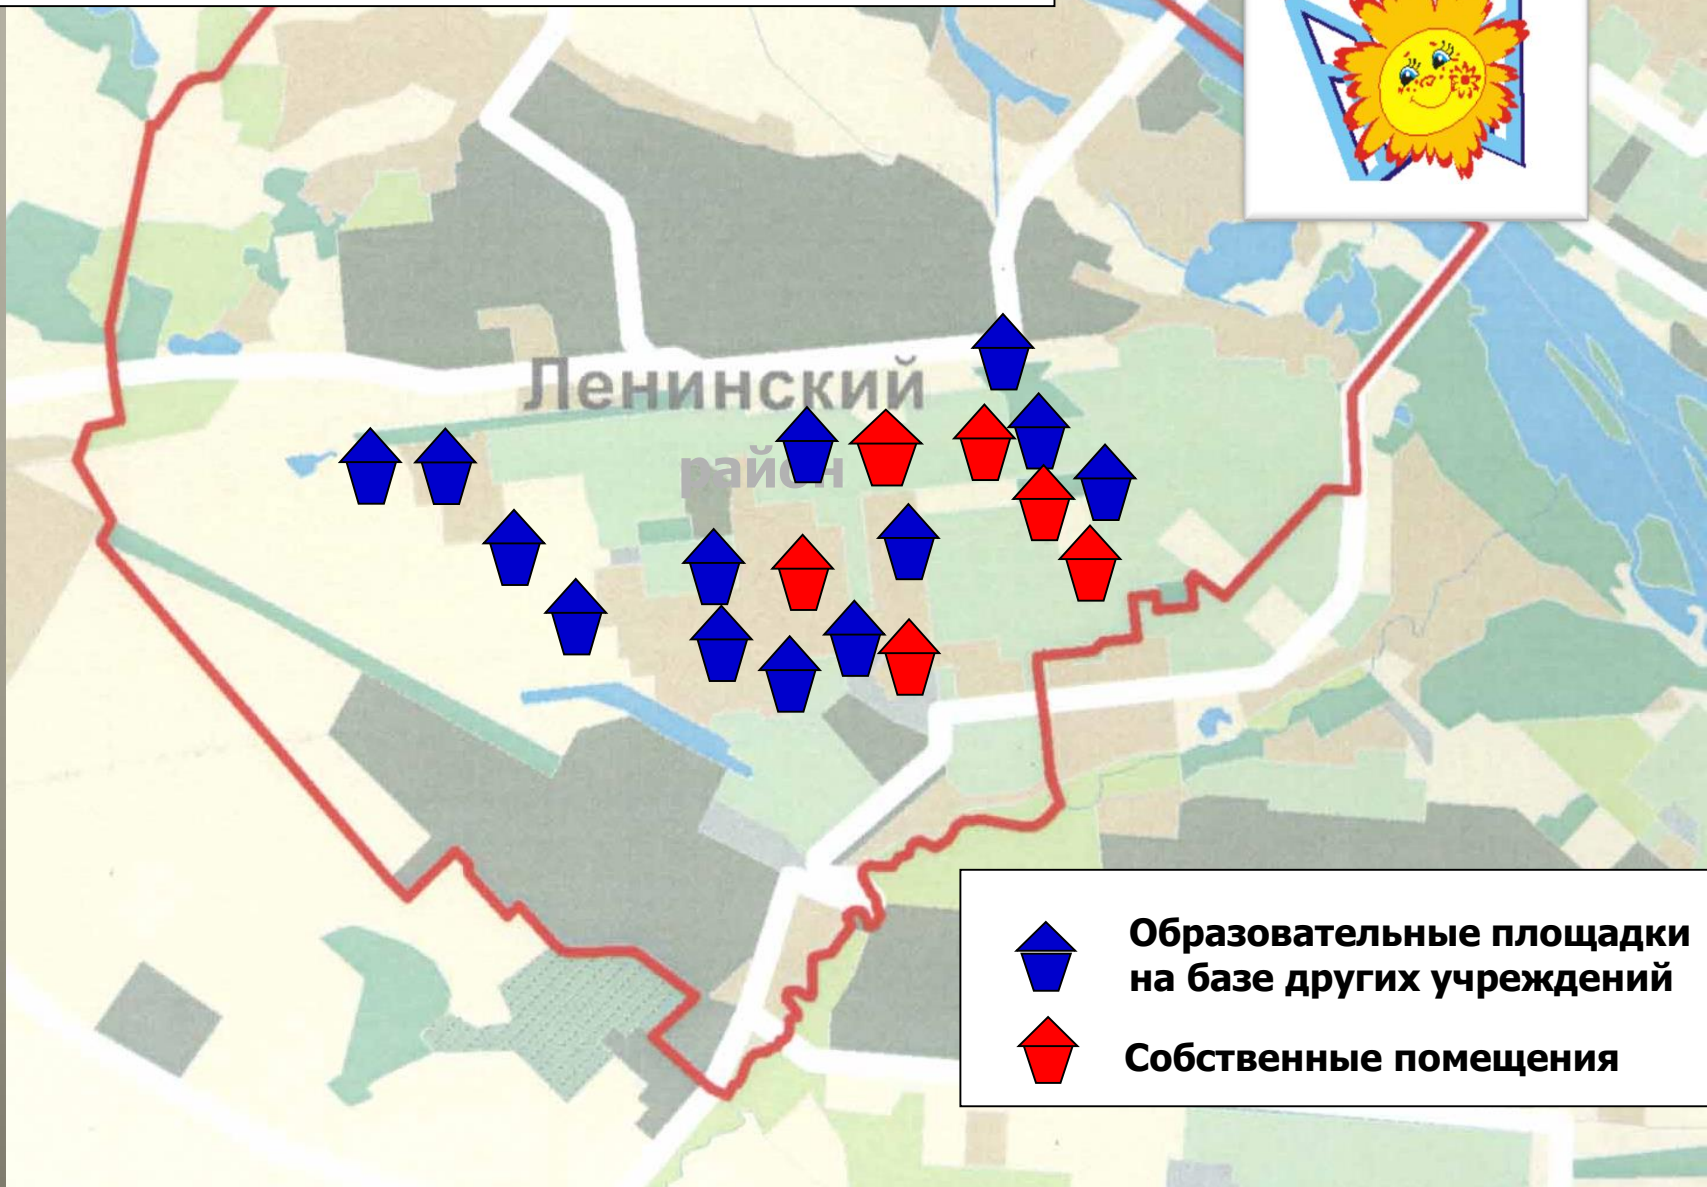 Ленинский
район
Образовательные площадки
на базе других учреждений
Собственные помещения